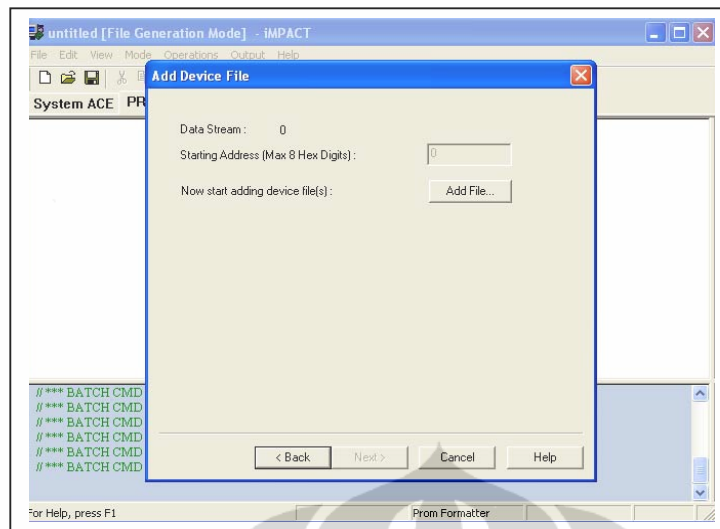 untitled [File Generation Mode] - iMPACT
File Edit View Mode Operations Output Help
System ACE PR
Add Device File
Data Stream : 0
Starting Address (Max 8 Hex Digits) : 0
Now start adding device file(s) : Add File...
< Back Next > Cancel Help
// *** BATCH CMD
// *** BATCH CMD
// *** BATCH CMD
// *** BATCH CMD
// *** BATCH CMD
// *** BATCH CMD
For Help, press F1 Prom Formatter